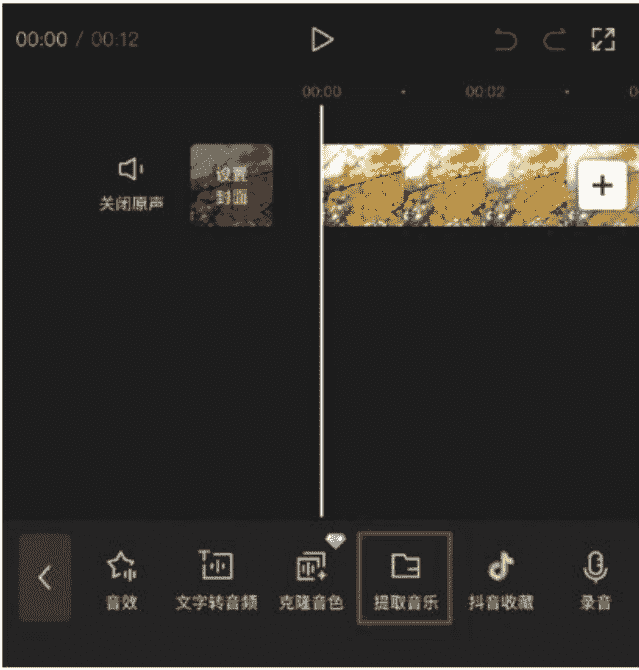 00:00 / 00:12
00:00
00:02
0
设置
封面
关闭原声
音效
文字转音频
克隆音色
提取音乐
抖音收藏
录音